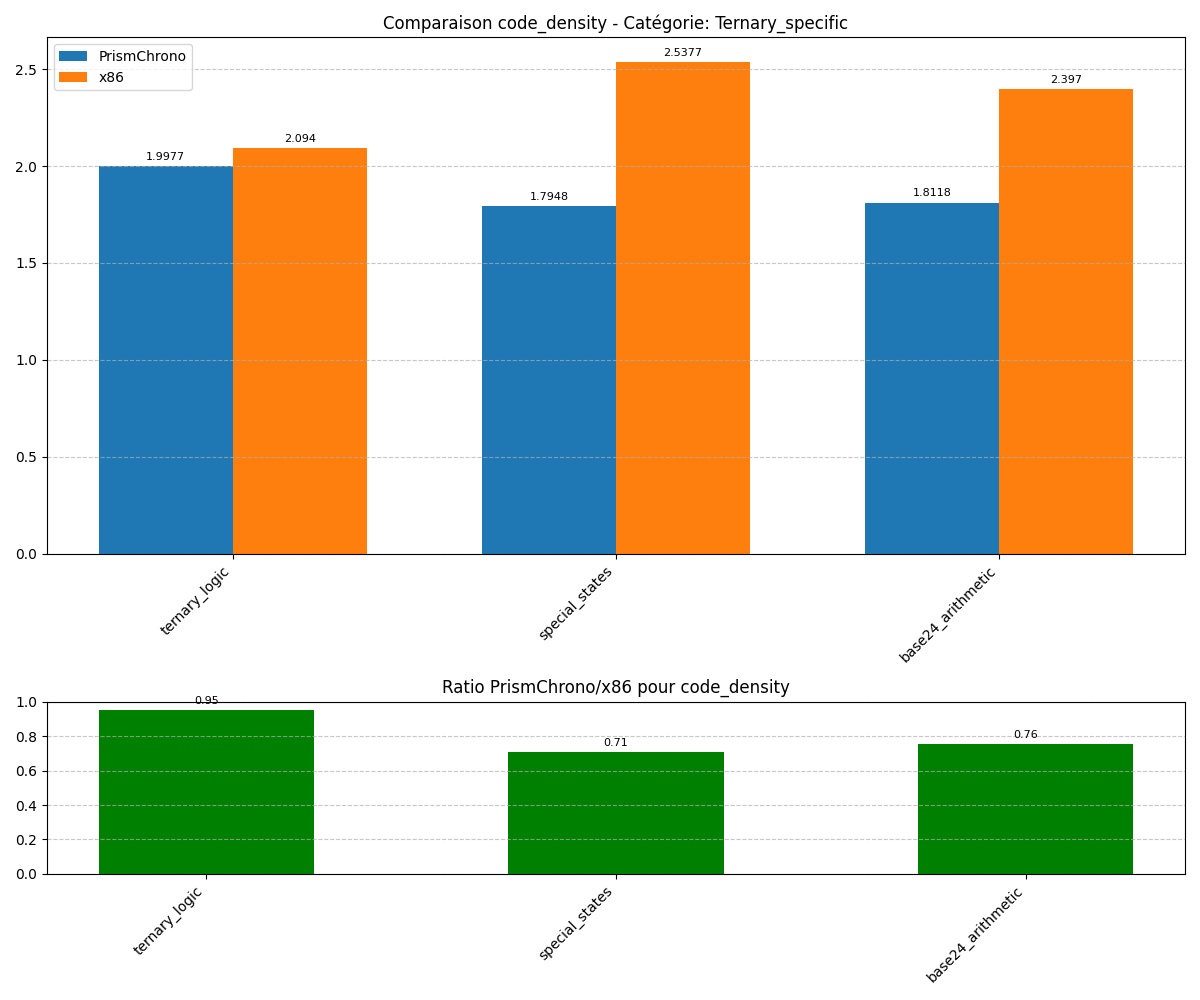 Comparaison code_density - Catégorie: Ternary_specific
PrismChrono
x86
2.5
2.0
1.5
1.0
0.5
0.0
1.9977
2.094
1.7948
2.5377
1.8118
2.397
ternary_logic
special_states
base24_arithmetic
Ratio PrismChrono/x86 pour code_density
1.0
0.8
0.6
0.4
0.2
0.0
0.95
0.71
0.76
ternary_logic
special_states
base24_arithmetic